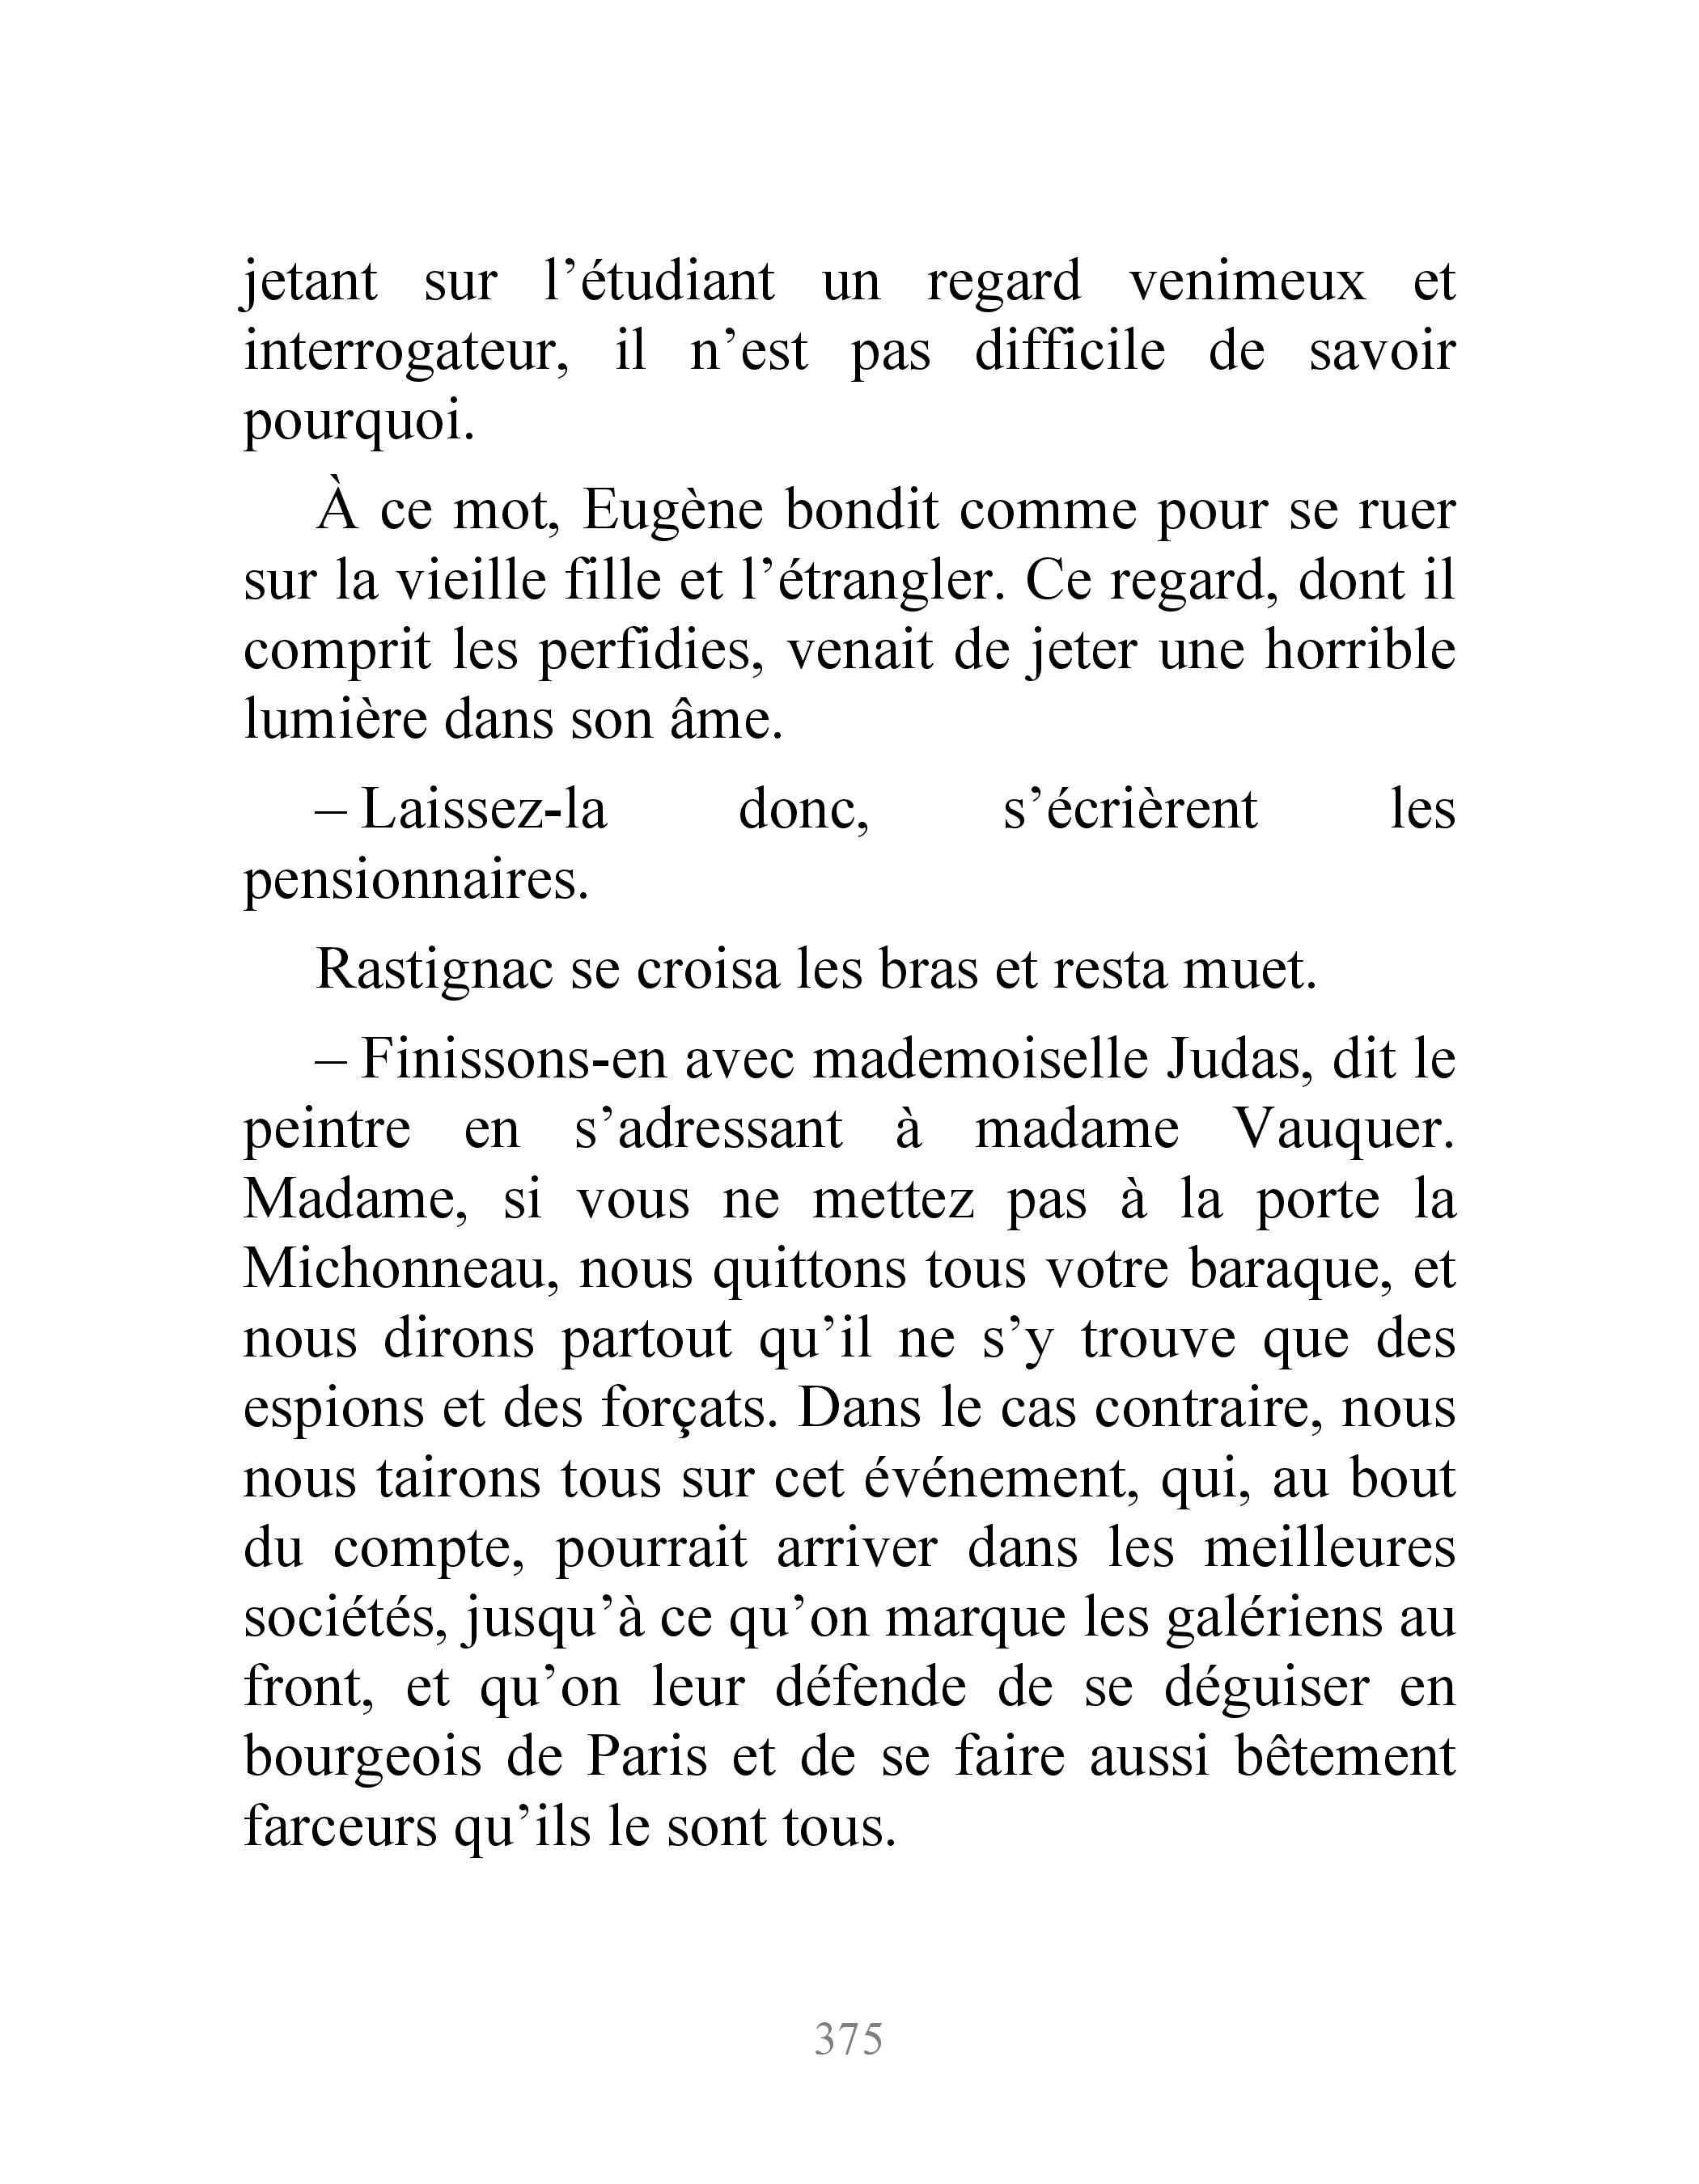 jetant sur l’étudiant un regard venimeux et
interrogateur, il n’est pas difficile de savoir
pourquoi.
À ce mot, Eugène bondit comme pour se ruer
sur la vieille fille et l’étrangler. Ce regard, dont il
comprit les perfidies, venait de jeter une horrible
lumière dans son âme.
– Laissez-la donc, s’écrièrent les
pensionnaires.
Rastignac se croisa les bras et resta muet.
– Finissons-en avec mademoiselle Judas, dit le
peintre en s’adressant à madame Vauquer.
Madame, si vous ne mettez pas à la porte la
Michonneau, nous quittons tous votre baraque, et
nous dirons partout qu’il ne s’y trouve que des
espions et des forçats. Dans le cas contraire, nous
nous tairons tous sur cet événement, qui, au bout
du compte, pourrait arriver dans les meilleures
sociétés, jusqu’à ce qu’on marque les galériens au
front, et qu’on leur défende de se déguiser en
bourgeois de Paris et de se faire aussi bêtement
farceurs qu’ils le sont tous.
375